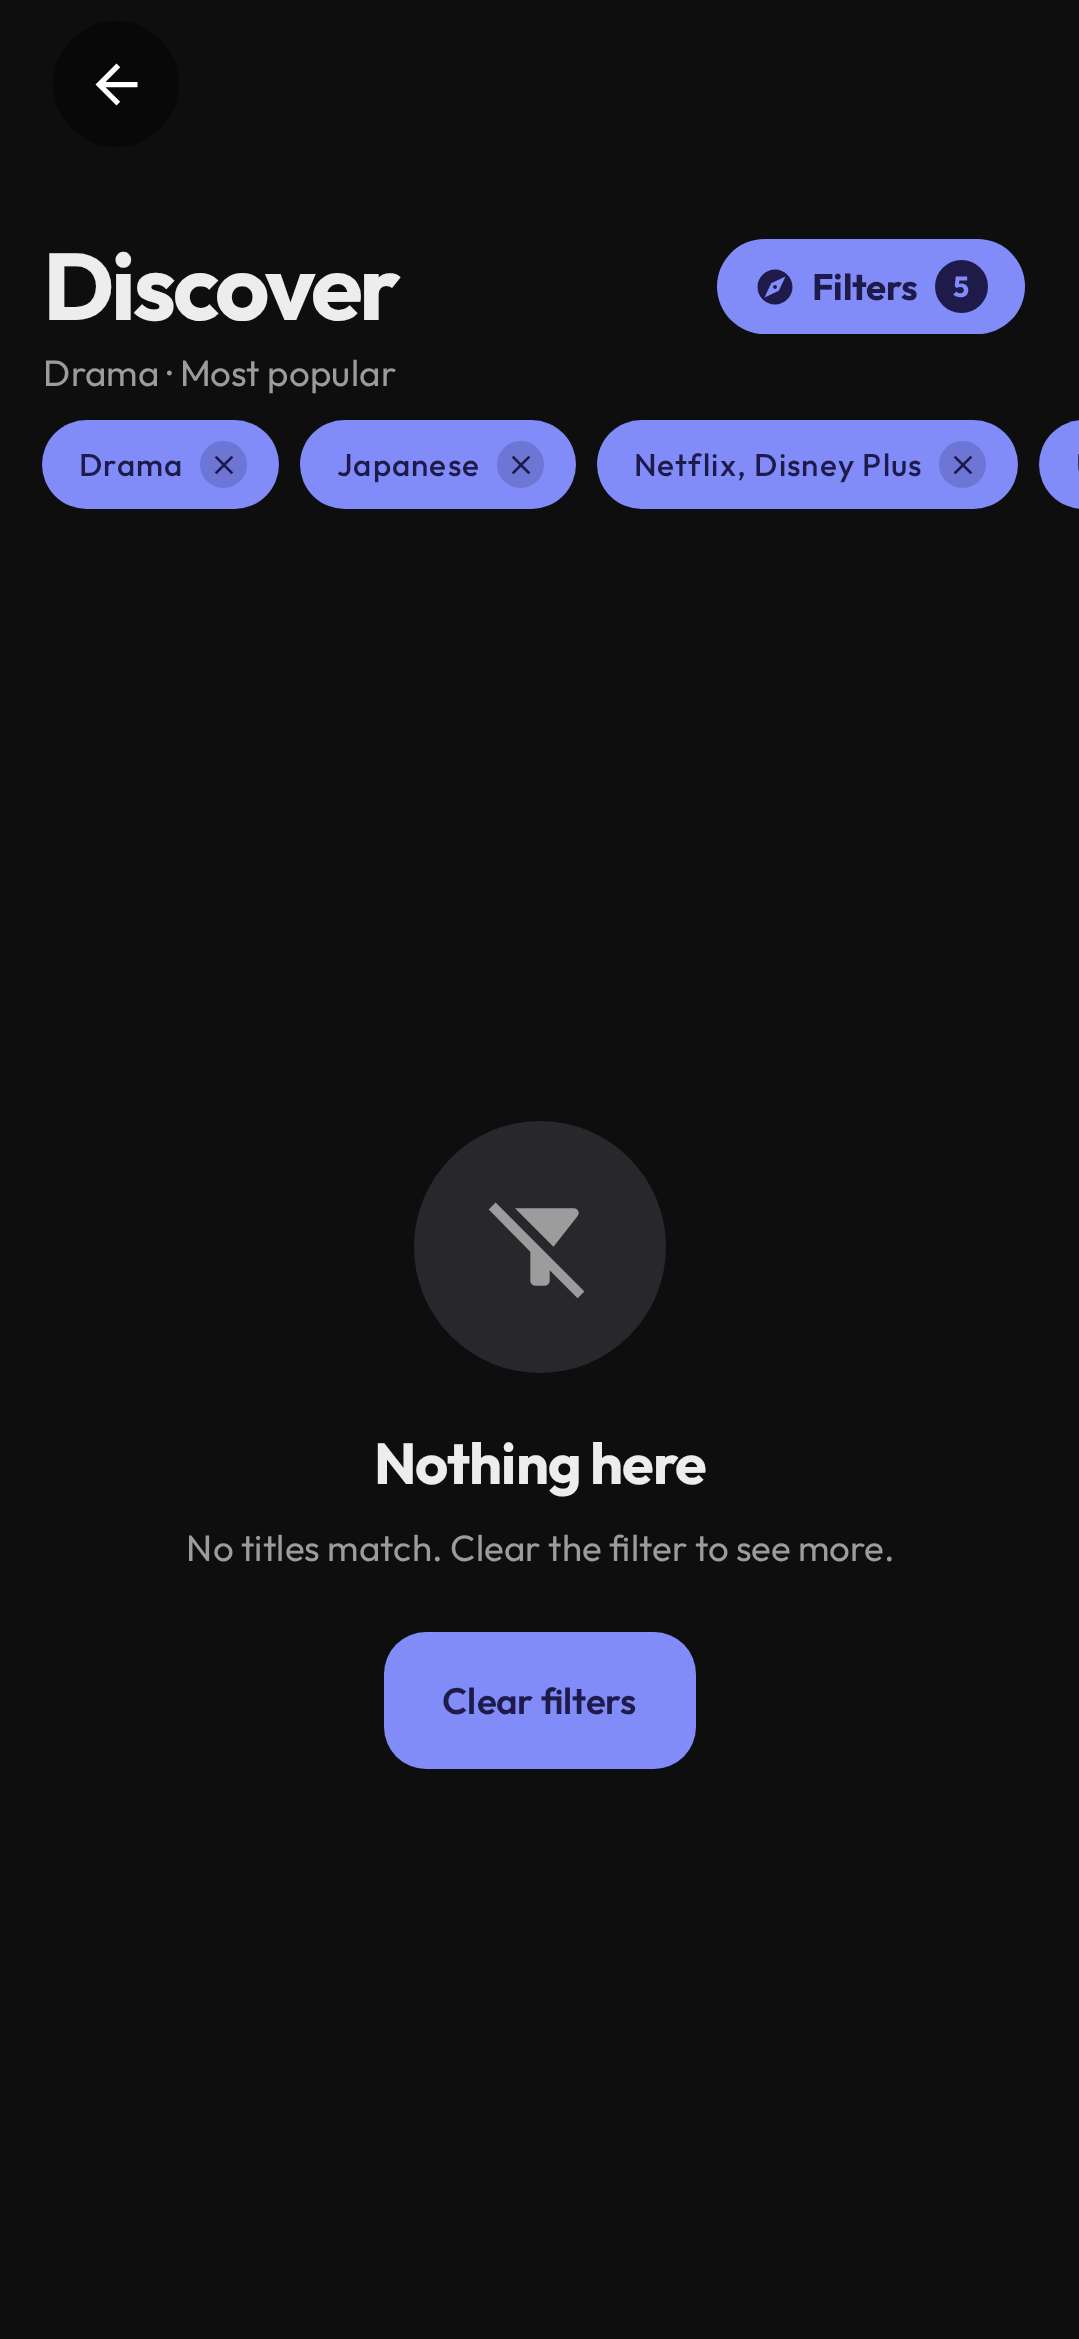 Discover
Filters 5
Drama · Most popular
Drama
Japanese
Netflix, Disney Plus
Nothing here
No titles match. Clear the filter to see more.
Clear filters